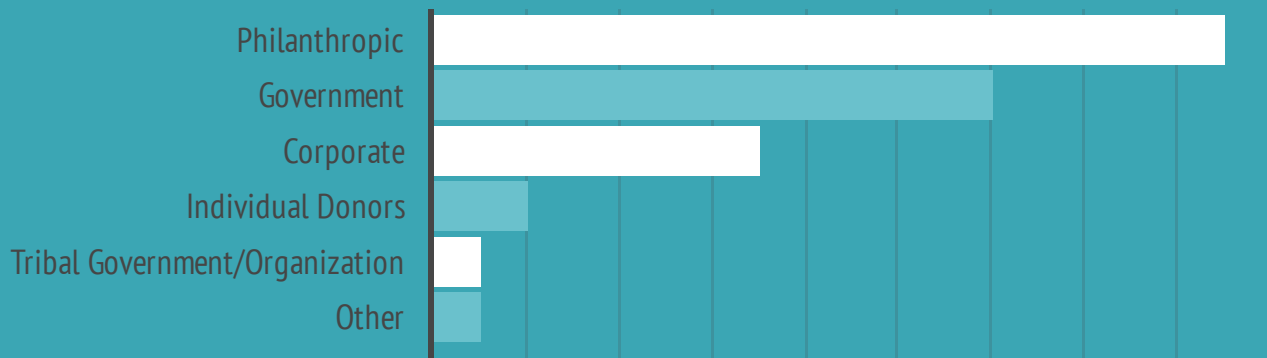 Philanthropic
Government
Corporate
Individual Donors
Tribal Government/Organization
Other